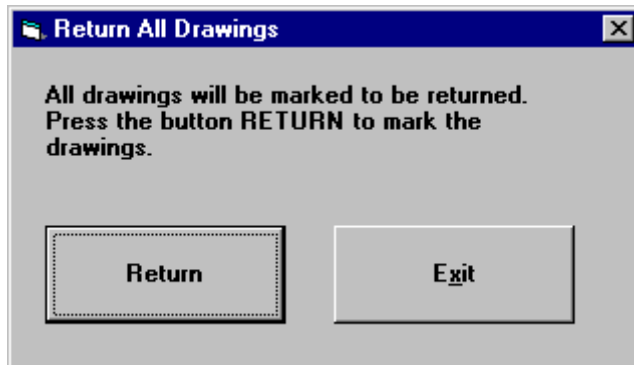 Return All Drawings
All drawings will be marked to be returned.
Press the button RETURN to mark the
drawings.
Return
Exit